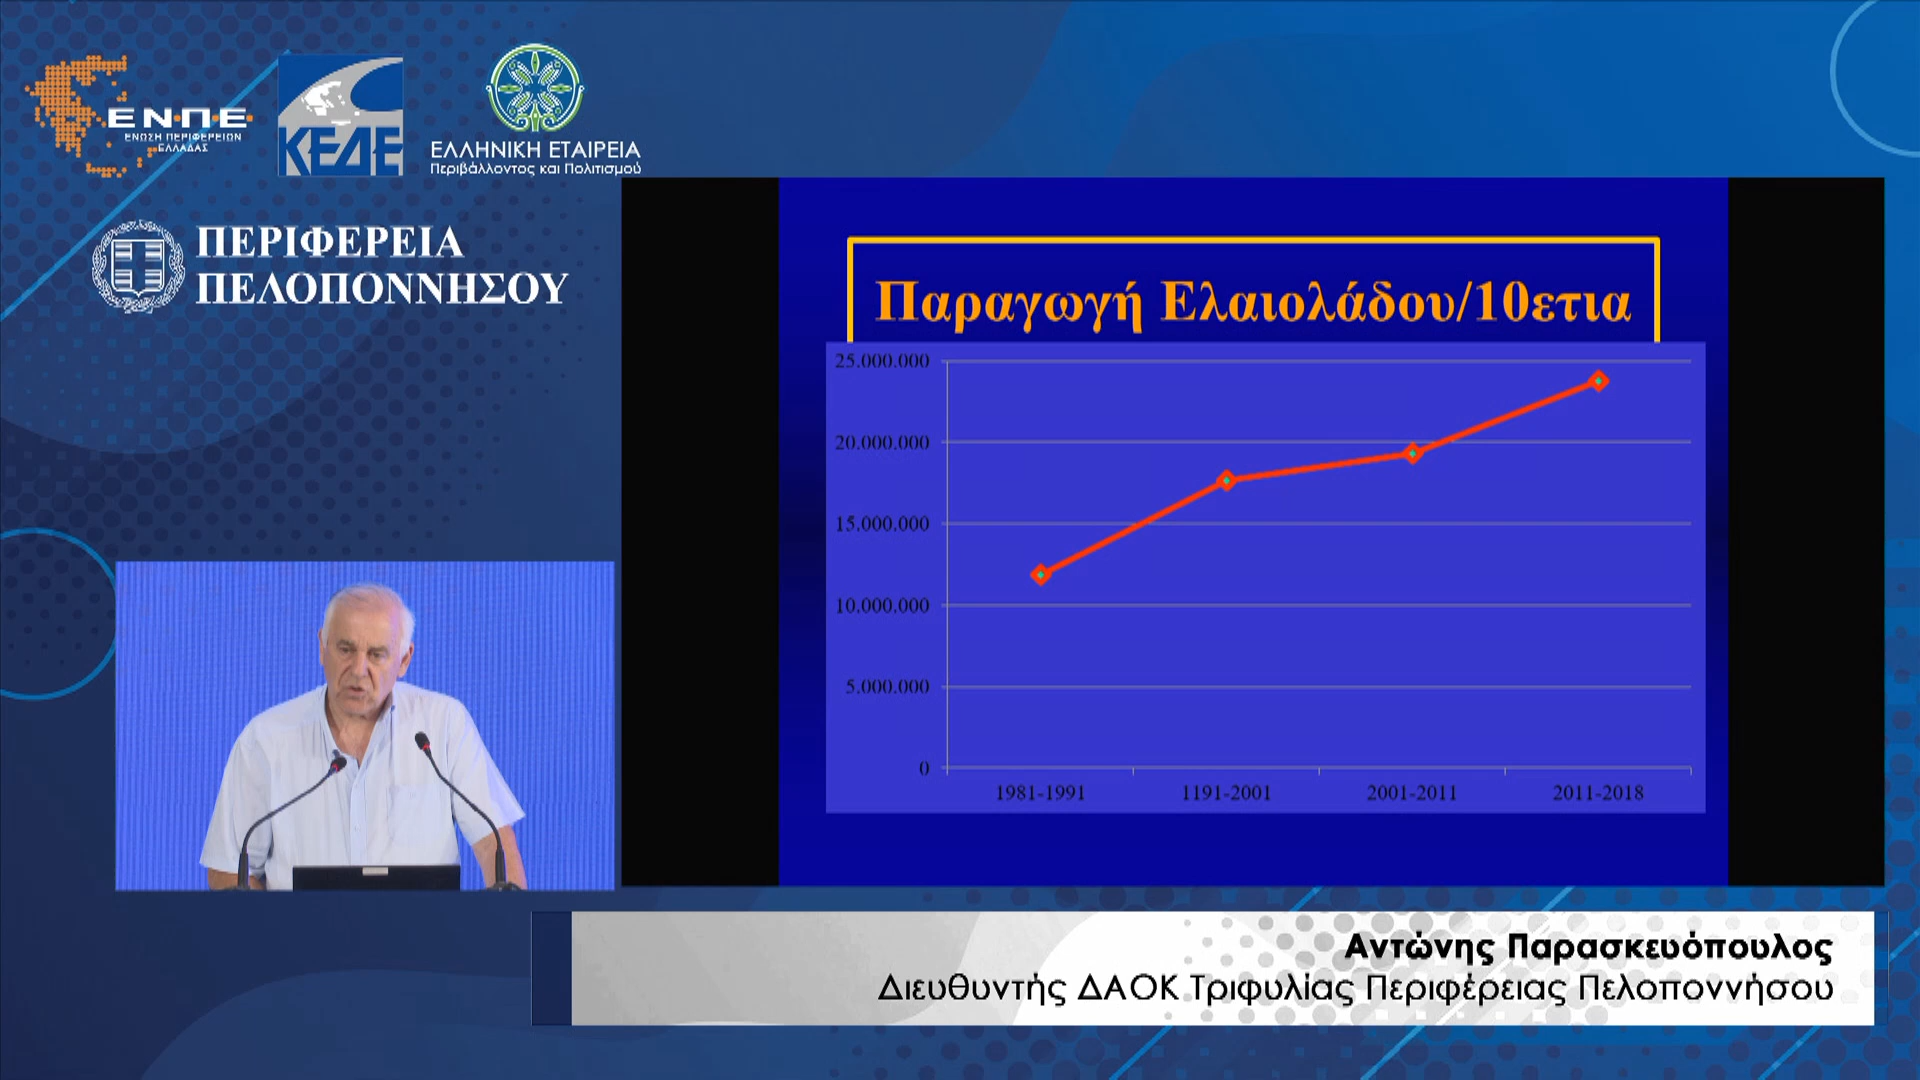 ΕΝΠΕ
ΕΝΩΣΗ ΠΕΡΙΦΕΡΕΙΩΝ
ΕΛΛΑΔΑΣ
ΚΕΔΕ
ΕΛΛΗΝΙΚΗ ΕΤΑΙΡΕΙΑ
Περιβάλλοντος και Πολιτισμού
ΠΕΡΙΦΕΡΕΙΑ
ΠΕΛΟΠΟΝΝΗΣΟΥ
Παραγωγή Ελαιολάδου/10ετια
25.000.000
20.000.000
15.000.000
10.000.000
5.000.000
0
1981-1991 1191-2001 2001-2011 2011-2018
Αντώνης Παρασκευόπουλος
Διευθυντής ΔΑΟΚ Τριφυλίας Περιφέρειας Πελοποννήσου